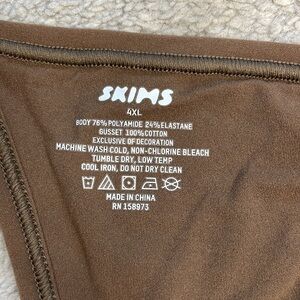 SKIMS
4XL
BODY 76% POLYAMIDE 24% ELASTANE
GUSSET 100% COTTON
EXCLUSIVE OF DECORATION
MACHINE WASH COLD, NON-CHLORINE BLEACH
TUMBLE DRY, LOW TEMP
COOL IRON, DO NOT DRY CLEAN
MADE IN CHINA
RN 158973